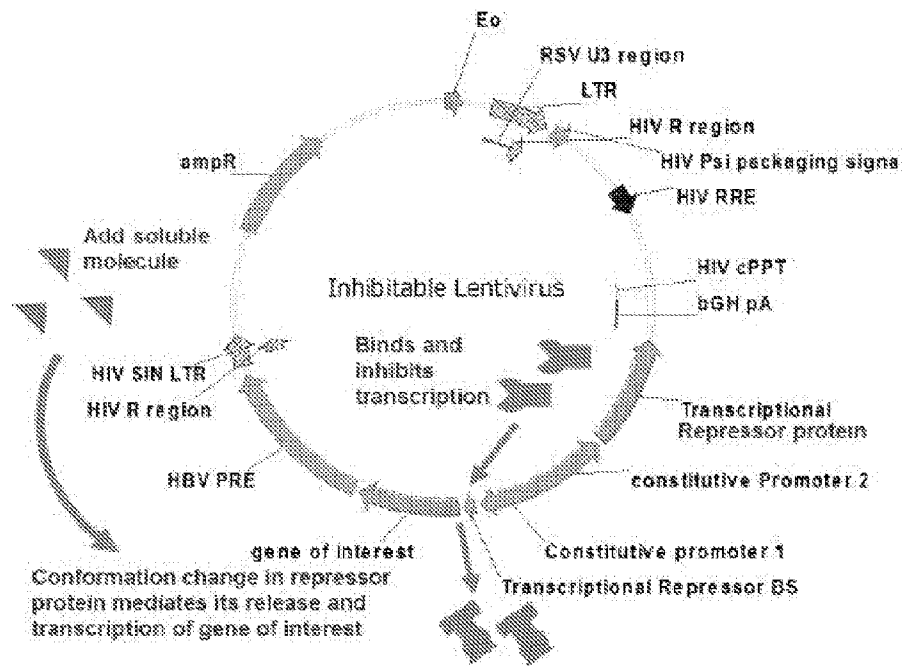 Eo
RSV U3 region
LTR
HIV R region
HIV Psi packaging signa
HIV RRE
ampR
Add soluble
molecule
HIV cPPT
bGH pA
Inhibitable Lentivirus
Binds and
inhibits
transcription
HIV SIN LTR
HIV R region
Transcriptional
Repressor protein
HBV PRE
constitutive Promoter 2
gene of interest
Constitutive promoter 1
Transcriptional Repressor BS
Conformation change in repressor
protein mediates its release and
transcription of gene of interest